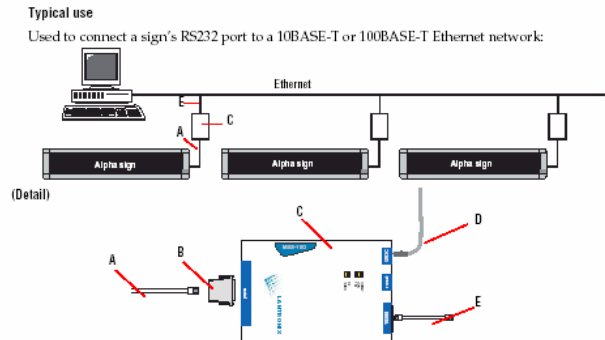 Typical use
Used to connect a sign's RS232 port to a 10BASE-T or 100BASE-T Ethernet network:
Ethernet
E
C
A
Alpha sign
Alpha sign
Alpha sign
(Detail)
C
D
A
B
LANTRONIX
E